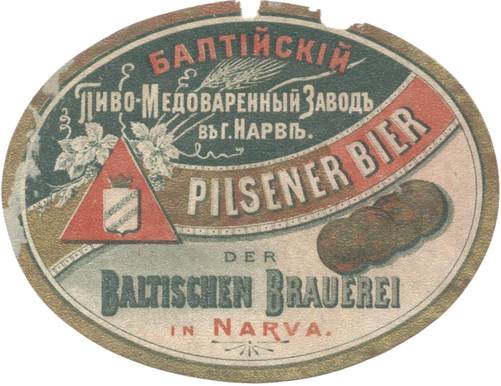 БАЛТІЙСКІЙ
ПИВО-МЕДОВАРЕННЫЙ ЗАВОДЪ
ВЪ Г. НАРВѢ.
PILSENER BIER
DER
BALTISCHEN BRAUEREI
IN NARVA.